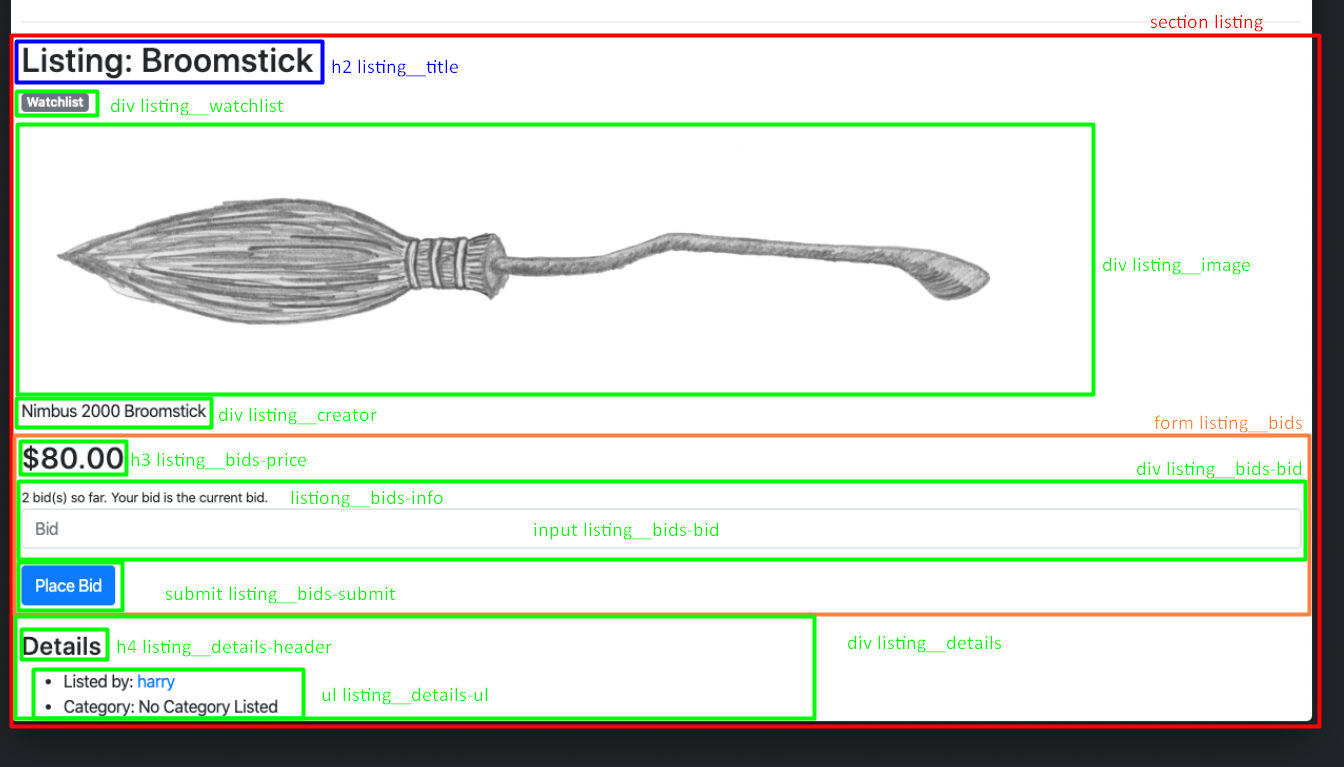 section listing
Listing: Broomstick h2 listing__title
Watchlist div listing__watchlist
div listing__image
Nimbus 2000 Broomstick div listing__creator
form listing__bids
$80.00 h3 listing__bids-price
div listing__bids-bid
2 bid(s) so far. Your bid is the current bid. listiong__bids-info
Bid input listing__bids-bid
Place Bid submit listing__bids-submit
Details h4 listing__details-header div listing__details
• Listed by: harry
ul listing__details-ul
• Category: No Category Listed